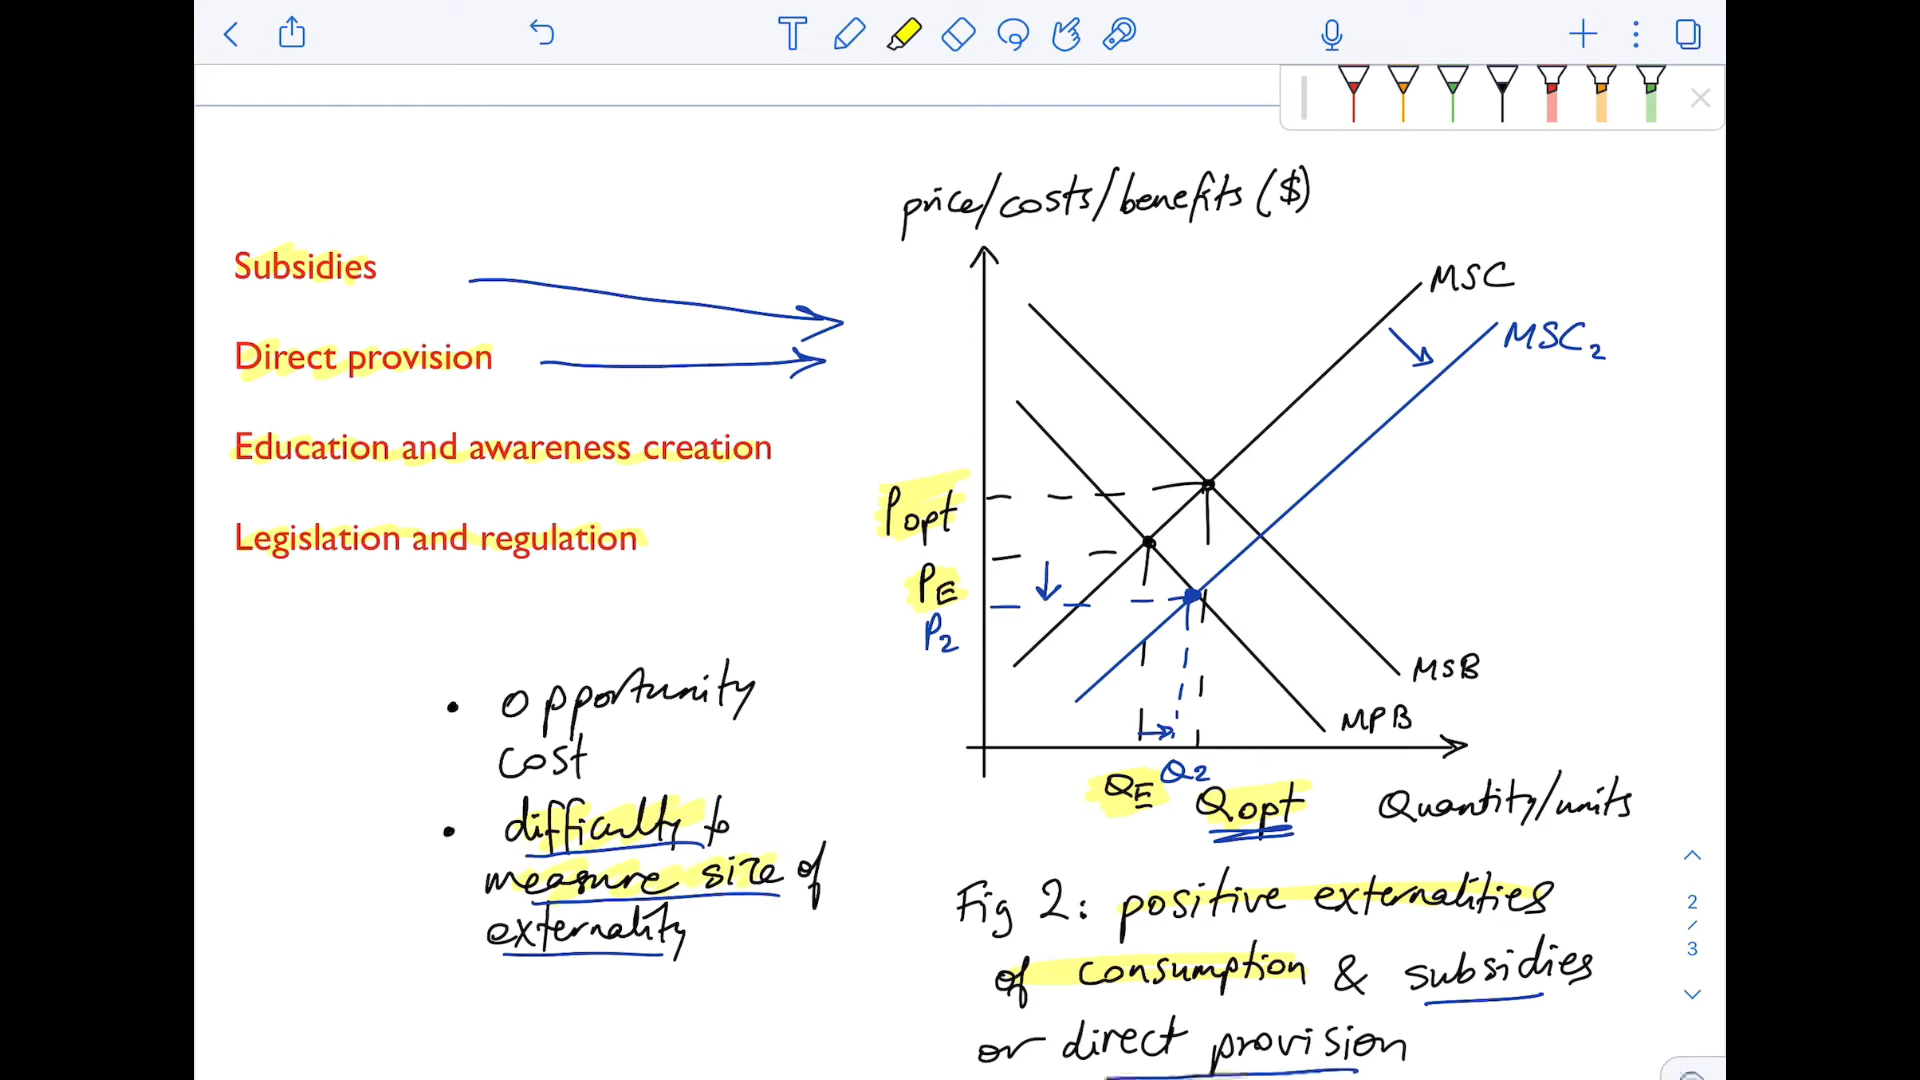 price/costs/benefits ($)
Subsidies
Direct provision
Education and awareness creation
Legislation and regulation
MSC
MSC2
Popt
PE
P2
MSB
MPB
QE
Q2
Qopt
Quantity/units
• opportunity
cost
• difficulty to
measure size of
externality
Fig 2: positive externalities
of consumption & subsidies
or direct provision
2
/
3